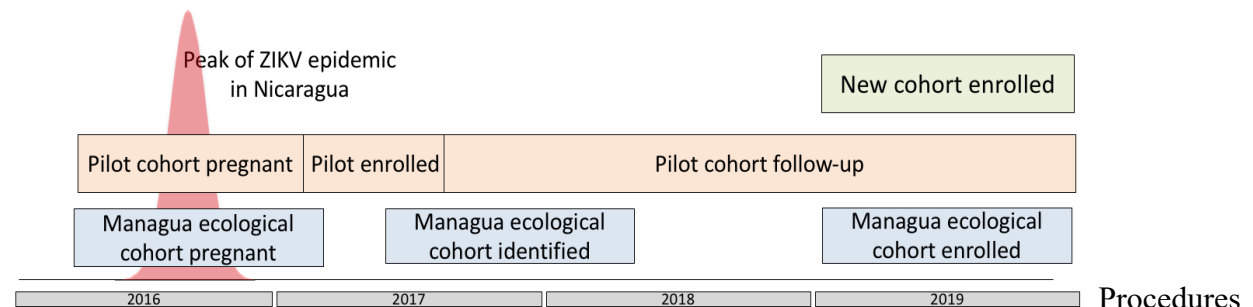 Peak of ZIKV epidemic
in Nicaragua
New cohort enrolled
Pilot cohort pregnant
Pilot enrolled
Pilot cohort follow-up
Managua ecological
cohort pregnant
Managua ecological
cohort identified
Managua ecological
cohort enrolled
2016
2017
2018
2019
Procedures